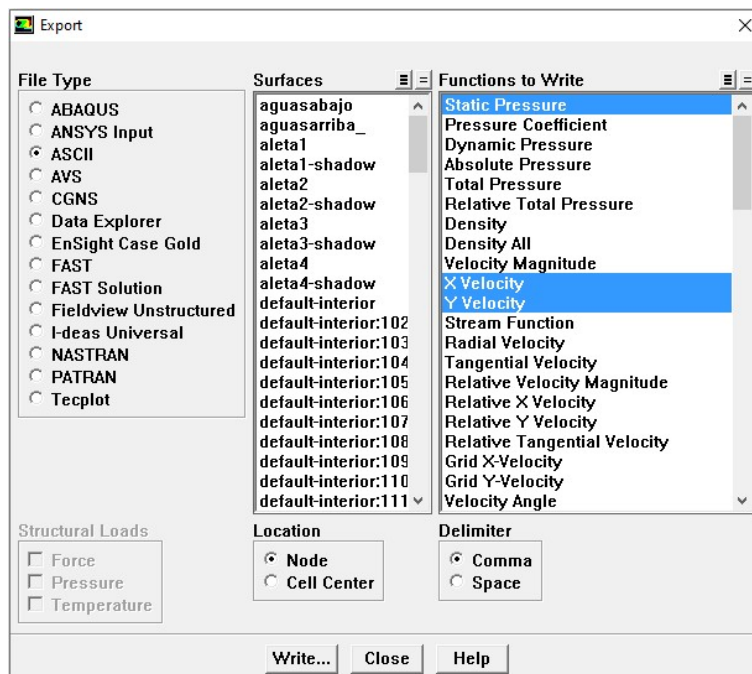 Export
File Type
ABAQUS
ANSYS Input
ASCII
AVS
CGNS
Data Explorer
EnSight Case Gold
FAST
FAST Solution
Fieldview Unstructured
I-deas Universal
NASTRAN
PATRAN
Tecplot
Surfaces
aguasabajo
aguasarriba_
aleta1
aleta1-shadow
aleta2
aleta2-shadow
aleta3
aleta3-shadow
aleta4
aleta4-shadow
default-interior
default-interior:102
default-interior:103
default-interior:104
default-interior:105
default-interior:106
default-interior:107
default-interior:108
default-interior:109
default-interior:110
default-interior:111
Functions to Write
Static Pressure
Pressure Coefficient
Dynamic Pressure
Absolute Pressure
Total Pressure
Relative Total Pressure
Density
Density All
Velocity Magnitude
X Velocity
Y Velocity
Stream Function
Radial Velocity
Tangential Velocity
Relative Velocity Magnitude
Relative X Velocity
Relative Y Velocity
Relative Tangential Velocity
Grid X-Velocity
Grid Y-Velocity
Velocity Angle
Structural Loads
Force
Pressure
Temperature
Location
Node
Cell Center
Delimiter
Comma
Space
Write...
Close
Help